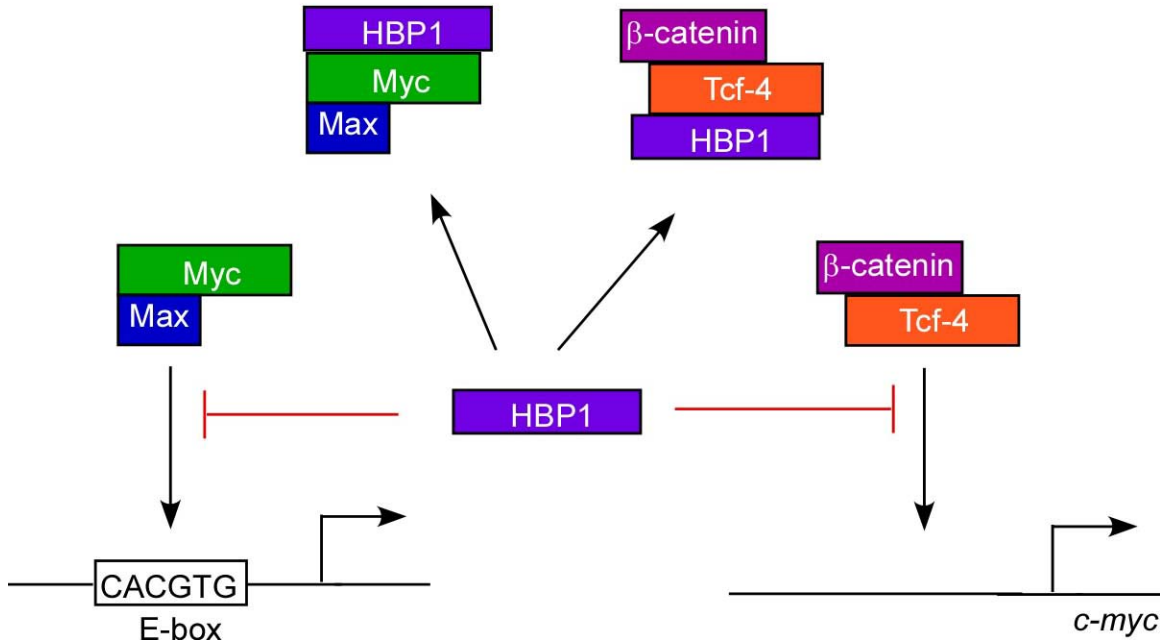 HBP1
Myc
Max
β-catenin
Tcf-4
HBP1
Myc
Max
β-catenin
Tcf-4
HBP1
CACGTG
E-box
c-myc